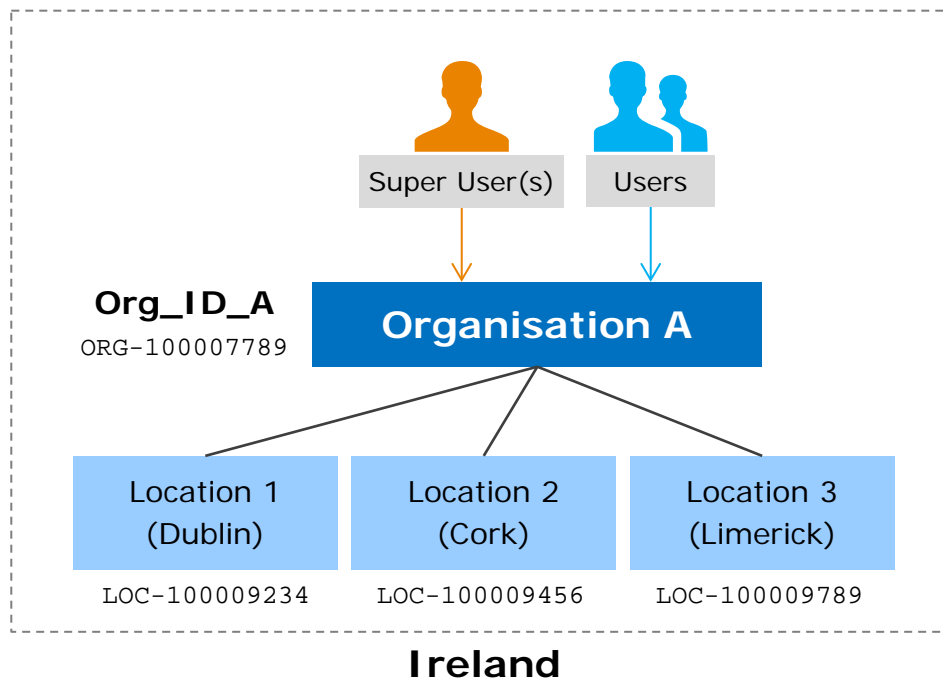 Super User(s)
Users
Org_ID_A
ORG-100007789
Organisation A
Location 1
(Dublin)
Location 2
(Cork)
Location 3
(Limerick)
LOC-100009234
LOC-100009456
LOC-100009789
Ireland